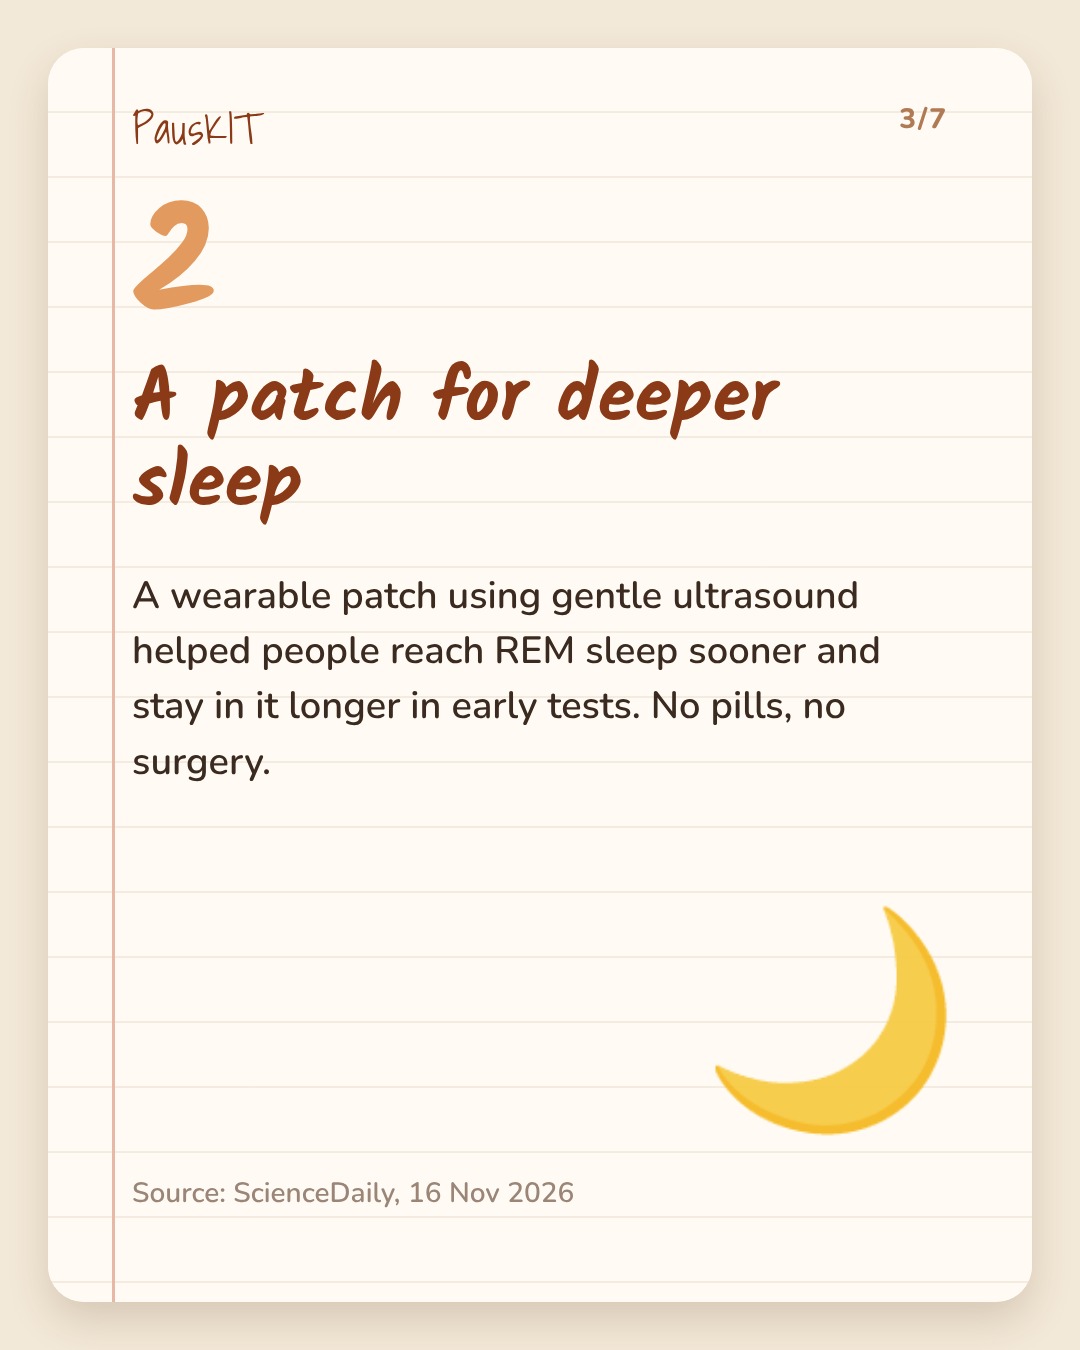 PausKIT
3/7
2
A patch for deeper
sleep
A wearable patch using gentle ultrasound
helped people reach REM sleep sooner and
stay in it longer in early tests. No pills, no
surgery.
Source: ScienceDaily, 16 Nov 2026